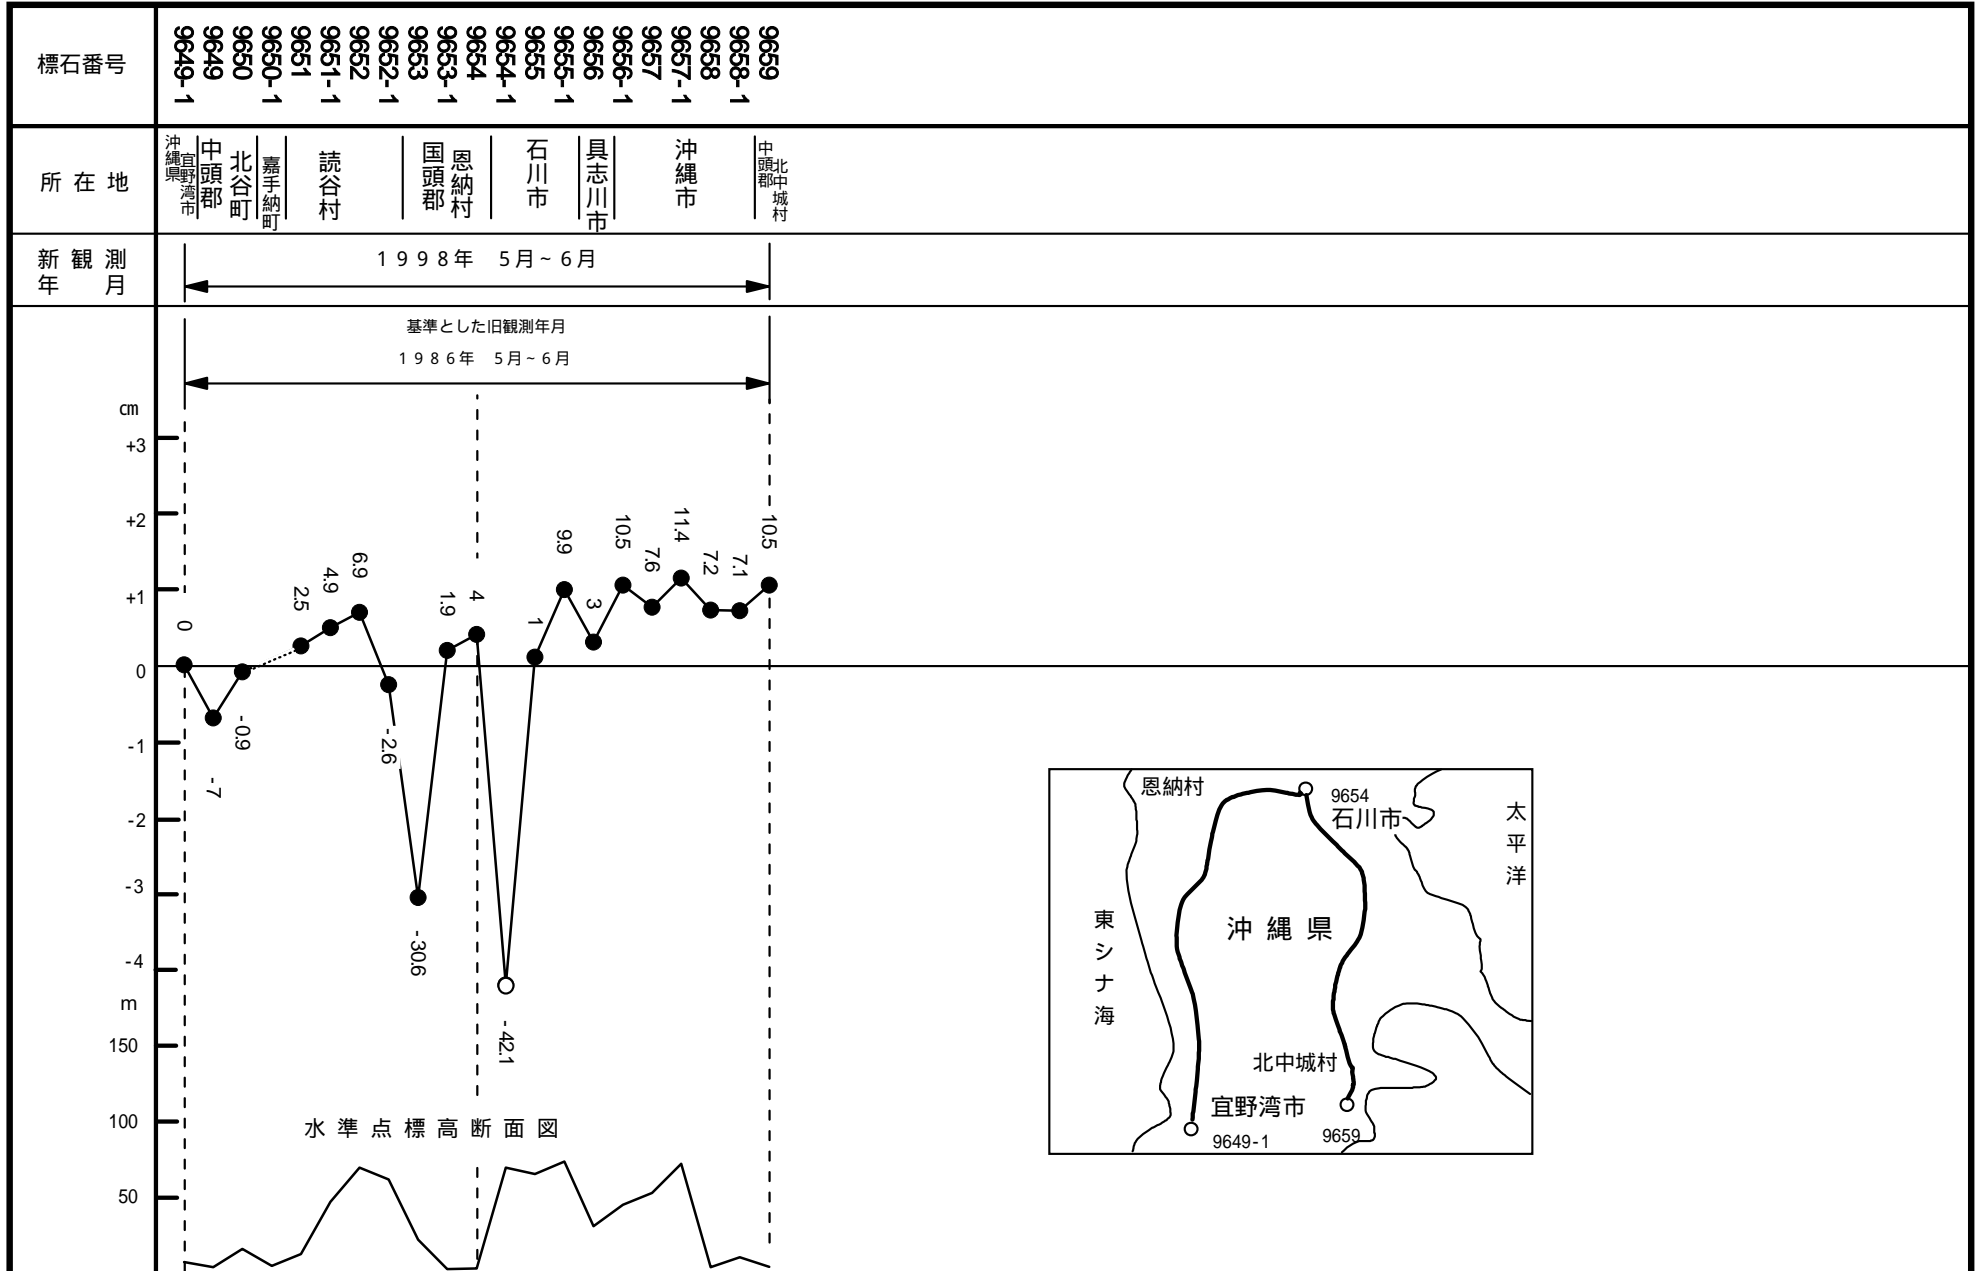 標石番号
9649-1
9649
9650
9650-1
9651
9651-1
9652
9652-1
9653
9653-1
9654
9654-1
9655
9655-1
9656
9656-1
9657
9657-1
9658
9658-1
9659
所 在 地
沖縄県
宜野湾市
中頭郡
北谷町
嘉手納町
読谷村
国頭郡
恩納村
石川市
具志川市
沖縄市
中頭郡
北中城村
新 観 測
年 月
1998年 5月~6月
基準とした旧観測年月
1986年 5月~6月
cm
+3
+2
+1
0
-1
-2
-3
-4
m
150
100
50
0
-7
-0.9
2.5
4.9
6.9
-2.6
-30.6
1.9
4
-42.1
1
9.9
3
10.5
7.6
11.4
7.2
7.1
10.5
水準点標高断面図
恩納村
9654
石川市
太平洋
東シナ海
沖縄県
北中城村
宜野湾市
9649-1
9659